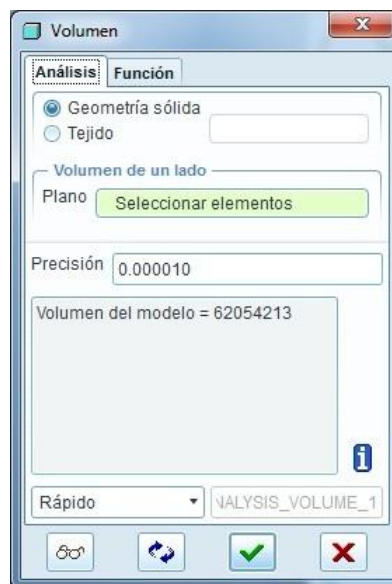 Volumen
Análisis Función
Geometría sólida
Tejido
Volumen de un lado
Plano Seleccionar elementos
Precisión 0.000010
Volumen del modelo = 62054213
Rápido NALYSIS_VOLUME_1